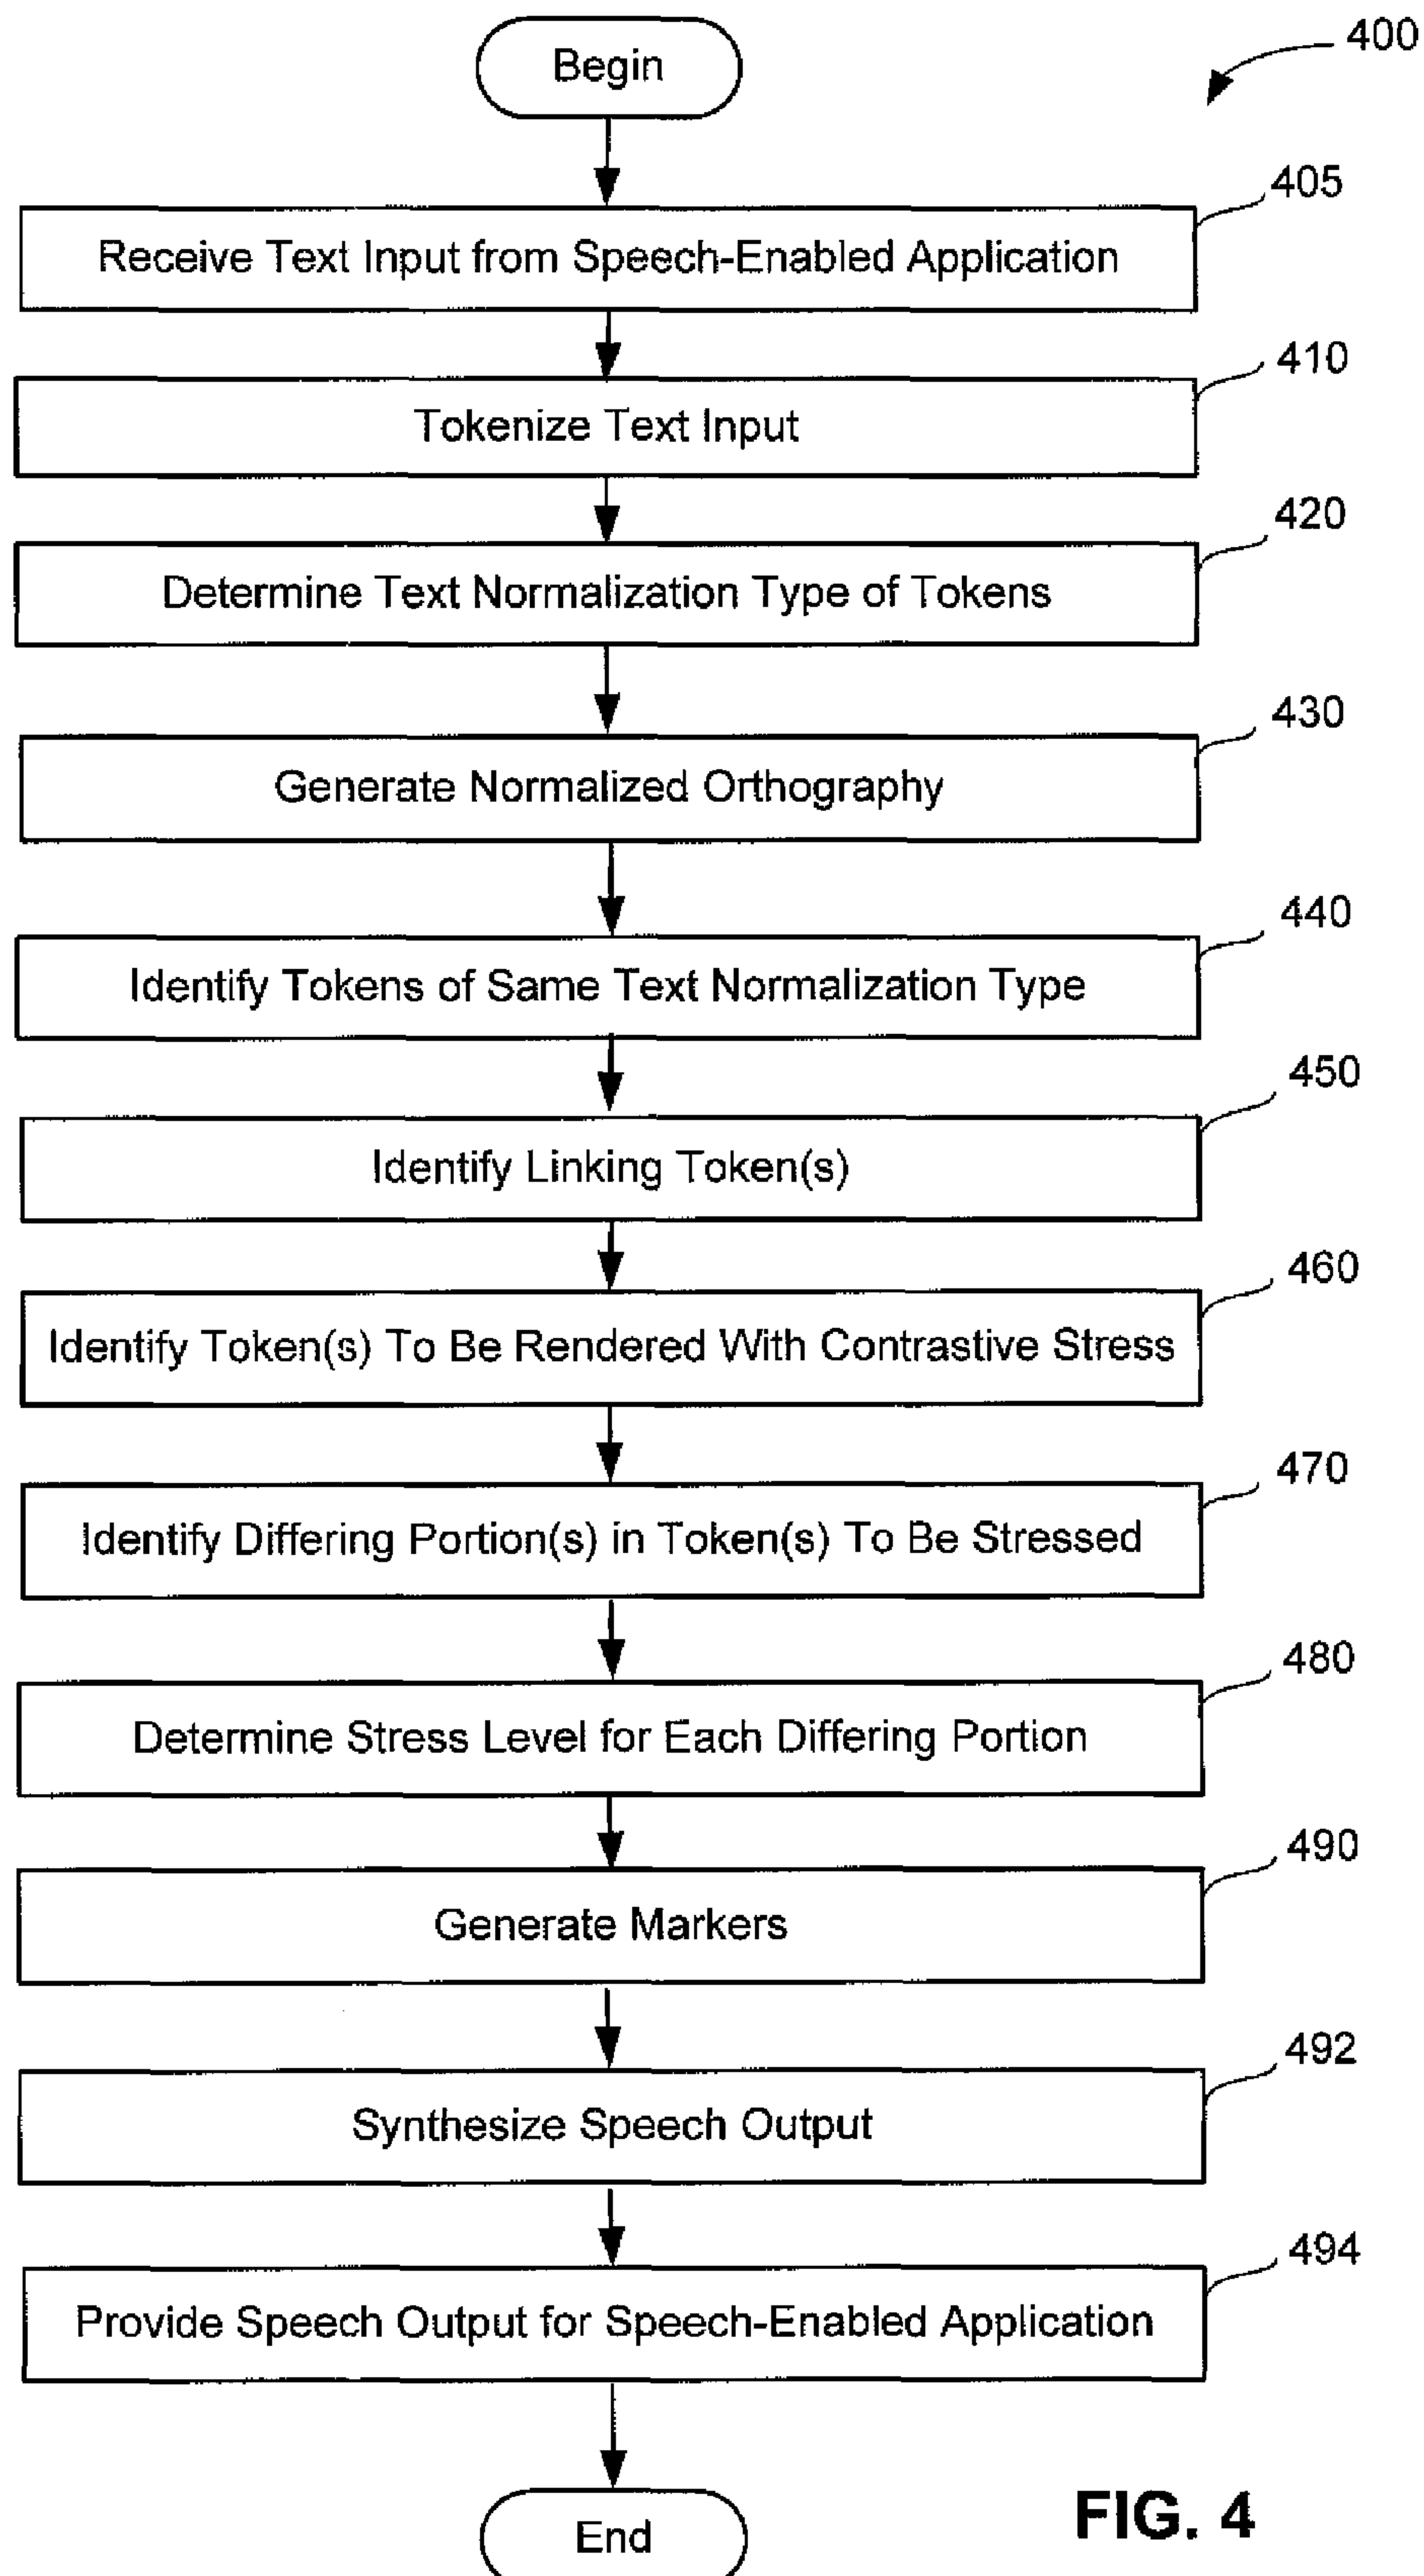 Begin
400
405
Receive Text Input from Speech-Enabled Application
410
Tokenize Text Input
420
Determine Text Normalization Type of Tokens
430
Generate Normalized Orthography
440
Identify Tokens of Same Text Normalization Type
450
Identify Linking Token(s)
460
Identify Token(s) To Be Rendered With Contrastive Stress
470
Identify Differing Portion(s) in Token(s) To Be Stressed
480
Determine Stress Level for Each Differing Portion
490
Generate Markers
492
Synthesize Speech Output
494
Provide Speech Output for Speech-Enabled Application
End
FIG. 4